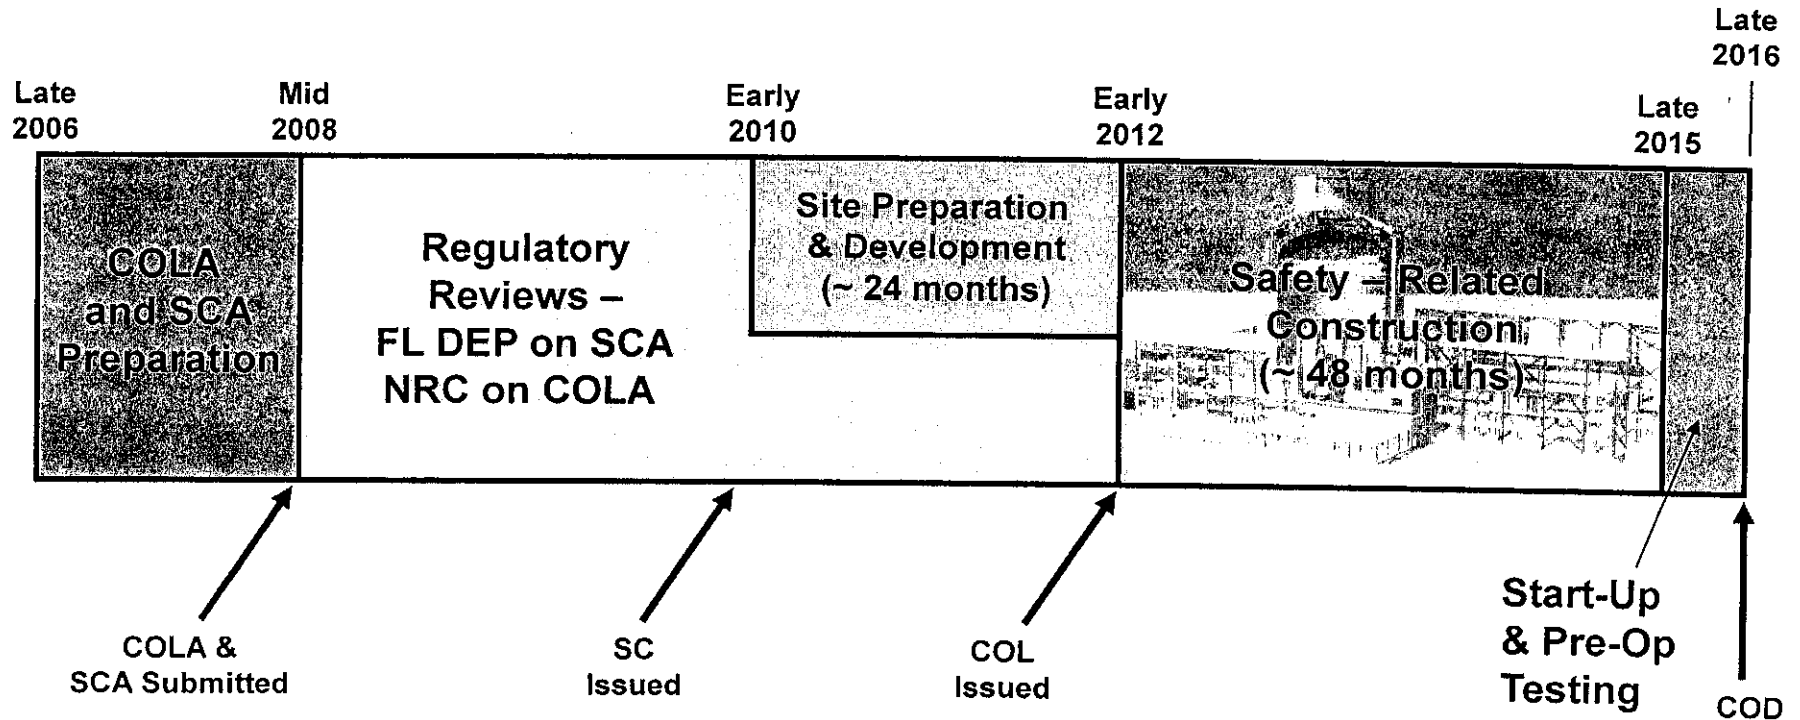 Late
2006
Mid
2008
Early
2010
Early
2012
Late
2015
Late
2016
COLA
and SCA
Preparation
Regulatory
Reviews –
FL DEP on SCA
NRC on COLA
Site Preparation
& Development
(~ 24 months)
Safety – Related
Construction
(~ 48 months)
COLA &
SCA Submitted
SC
Issued
COL
Issued
Start-Up
& Pre-Op
Testing
COD